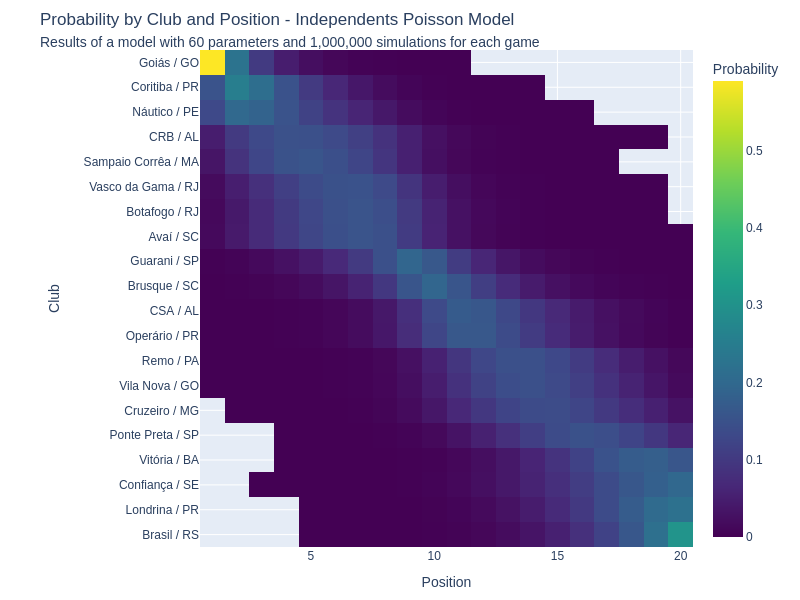 Probability by Club and Position - Independents Poisson Model
Results of a model with 60 parameters and 1,000,000 simulations for each game
Goiás / GO
Coritiba / PR
Náutico / PE
CRB / AL
Sampaio Corrêa / MA
Vasco da Gama / RJ
Botafogo / RJ
Avaí / SC
Guarani / SP
Brusque / SC
CSA / AL
Operário / PR
Remo / PA
Vila Nova / GO
Cruzeiro / MG
Ponte Preta / SP
Vitória / BA
Confiança / SE
Londrina / PR
Brasil / RS
Club
5 10 15 20
Position
Probability
0.5
0.4
0.3
0.2
0.1
0